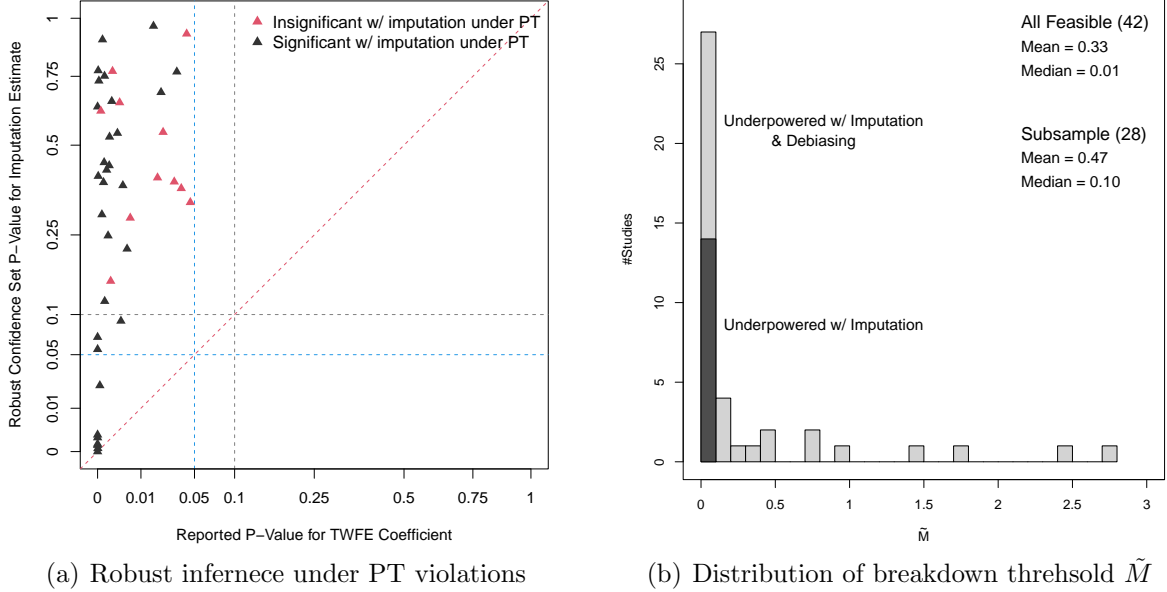 Robust Confidence Set P−Value for Imputation Estimate
1
0.75
0.5
0.25
0.1
0.05
0.01
0
Insignificant w/ imputation under PT
Significant w/ imputation under PT
0 0.01 0.05 0.1 0.25 0.5 0.75 1
Reported P−Value for TWFE Coefficient
(a) Robust infernece under PT violations
#Studies
25
20
15
10
5
0
All Feasible (42)
Mean = 0.33
Median = 0.01
Subsample (28)
Mean = 0.47
Median = 0.10
Underpowered w/ Imputation
& Debiasing
Underpowered w/ Imputation
0 0.5 1 1.5 2 2.5 3
M̃
(b) Distribution of breakdown threhsold M̃